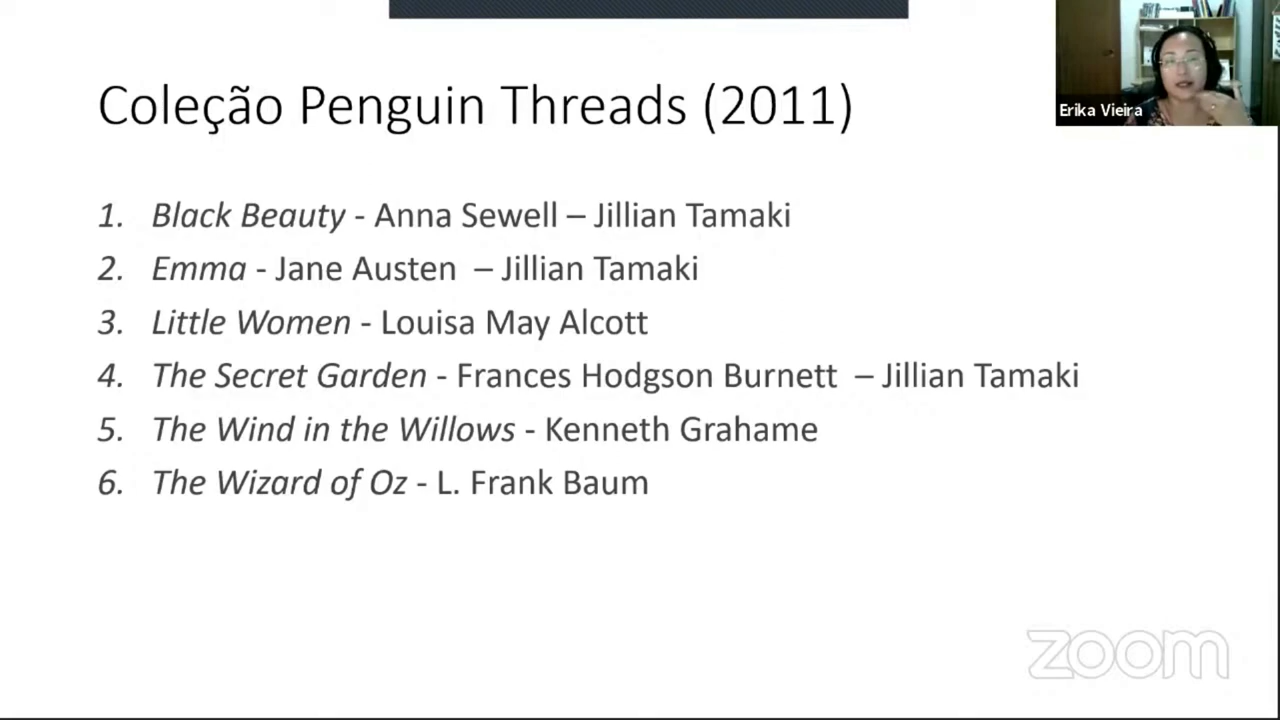 Coleção Penguin Threads (2011)
Erika Vieira
1. Black Beauty - Anna Sewell – Jillian Tamaki
2. Emma - Jane Austen – Jillian Tamaki
3. Little Women - Louisa May Alcott
4. The Secret Garden - Frances Hodgson Burnett – Jillian Tamaki
5. The Wind in the Willows - Kenneth Grahame
6. The Wizard of Oz - L. Frank Baum
zoom